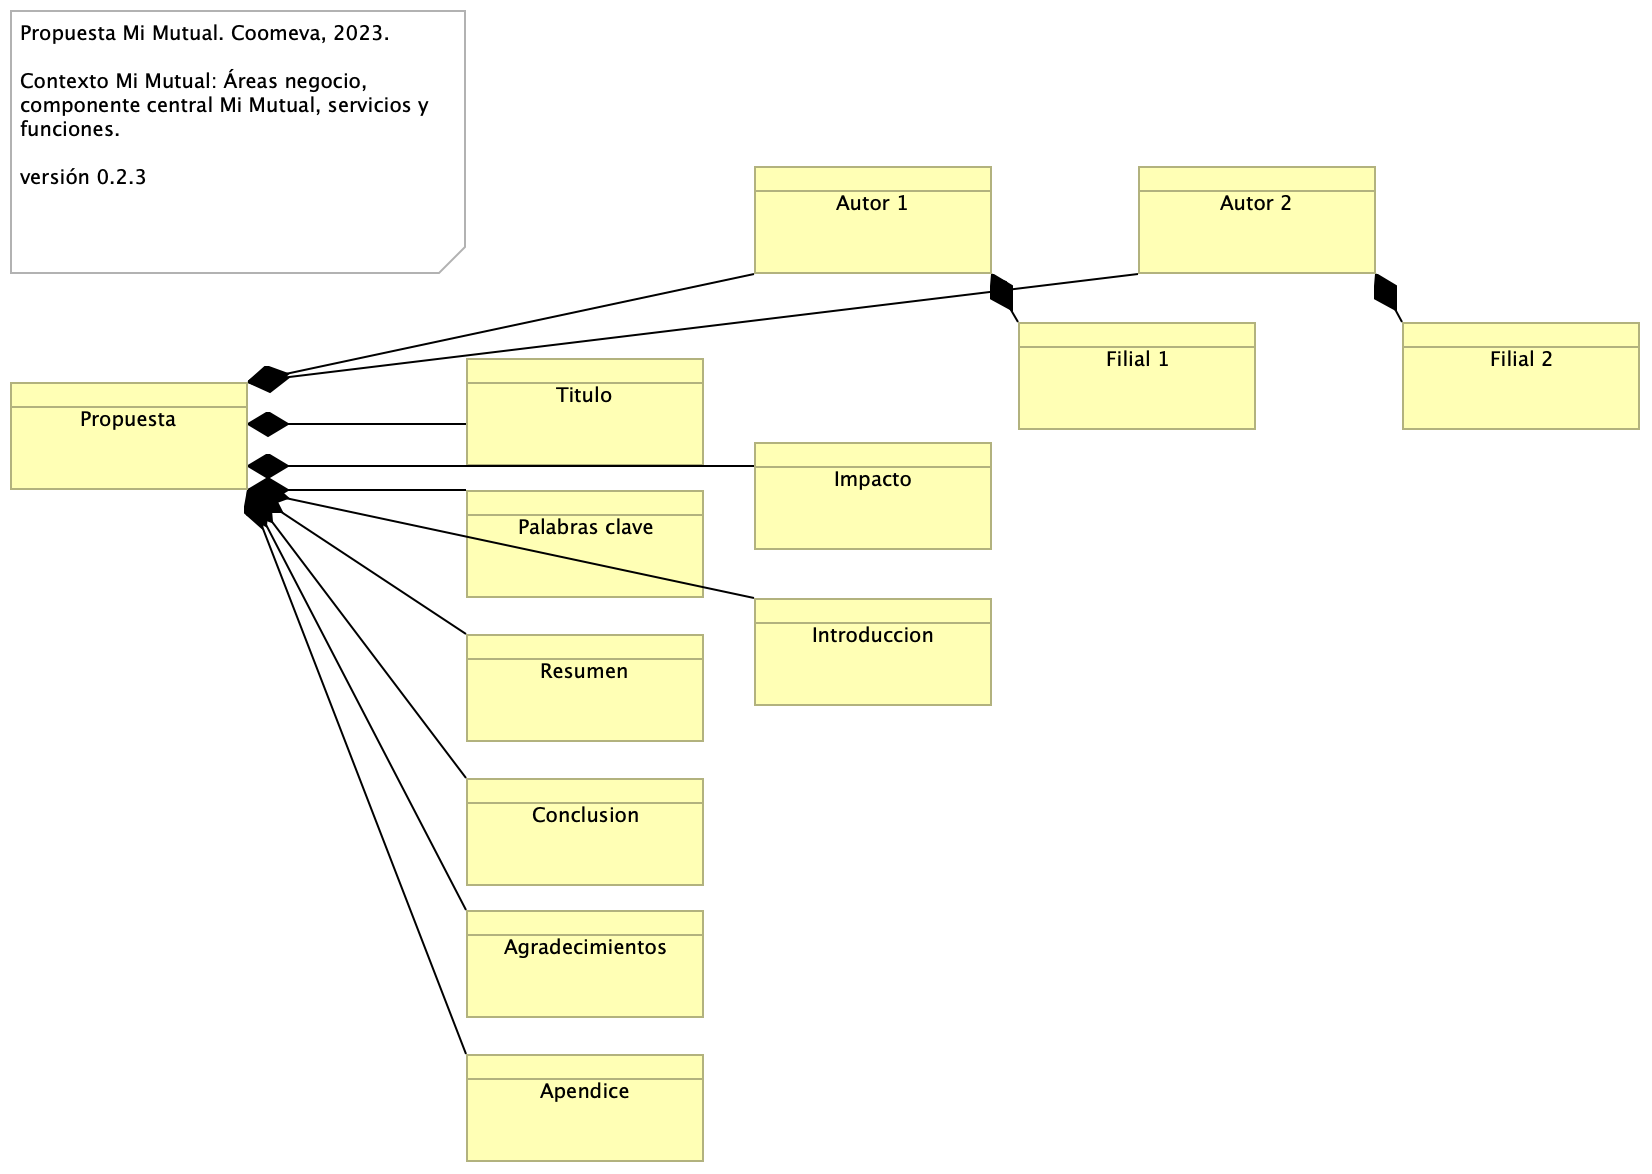 Propuesta Mi Mutual. Coomeva, 2023.
Contexto Mi Mutual: Áreas negocio,
componente central Mi Mutual, servicios y
funciones.
versión 0.2.3
Autor 1
Autor 2
Filial 1
Filial 2
Propuesta
Titulo
Impacto
Palabras clave
Introduccion
Resumen
Conclusion
Agradecimientos
Apendice